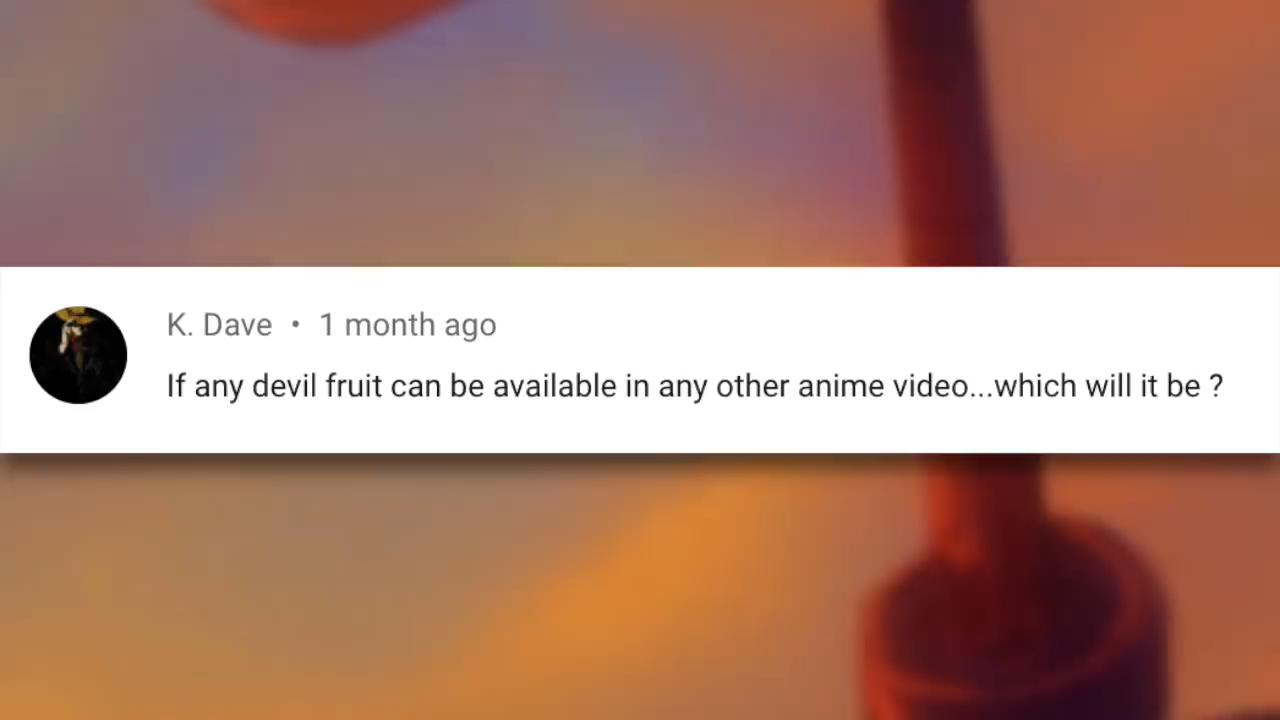 K. Dave • 1 month ago
If any devil fruit can be available in any other anime video...which will it be ?